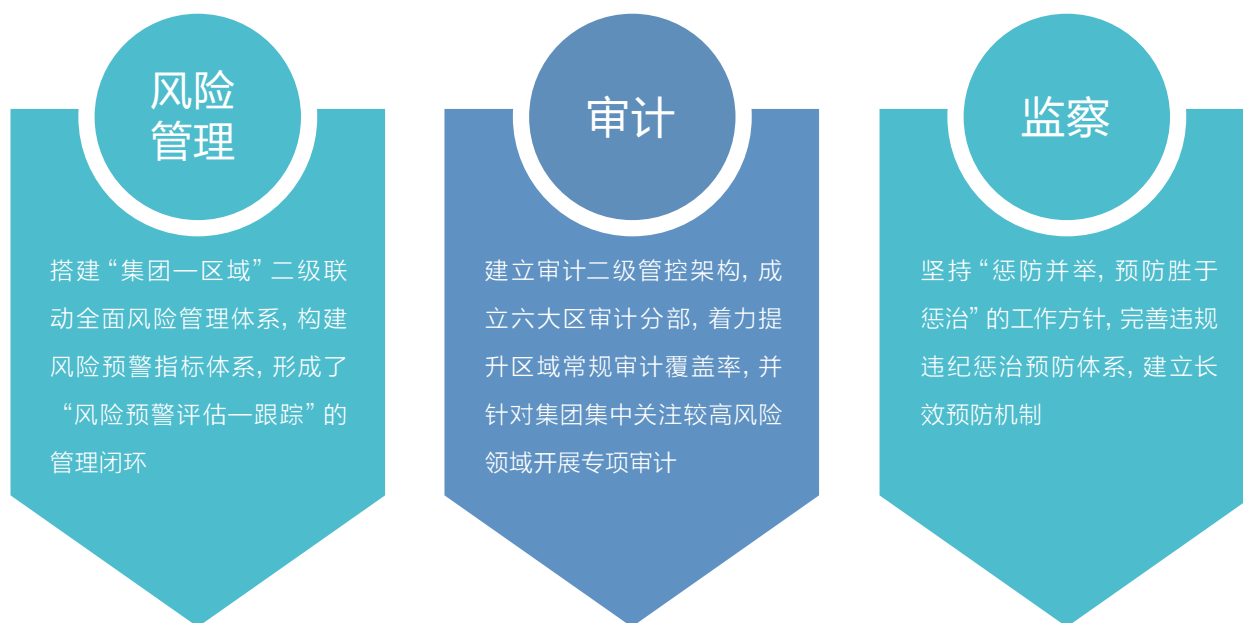 风险
管理
搭建“集团一区域”二级联
动全面风险管理体系, 构建
风险预警指标体系, 形成了
“风险预警评估一跟踪”的
管理闭环
审计
建立审计二级管控架构, 成
立六大区审计分部, 着力提
升区域常规审计覆盖率, 并
针对集团集中关注较高风险
领域开展专项审计
监察
坚持“惩防并举, 预防胜于
惩治”的工作方针, 完善违规
违纪惩治预防体系, 建立长
效预防机制